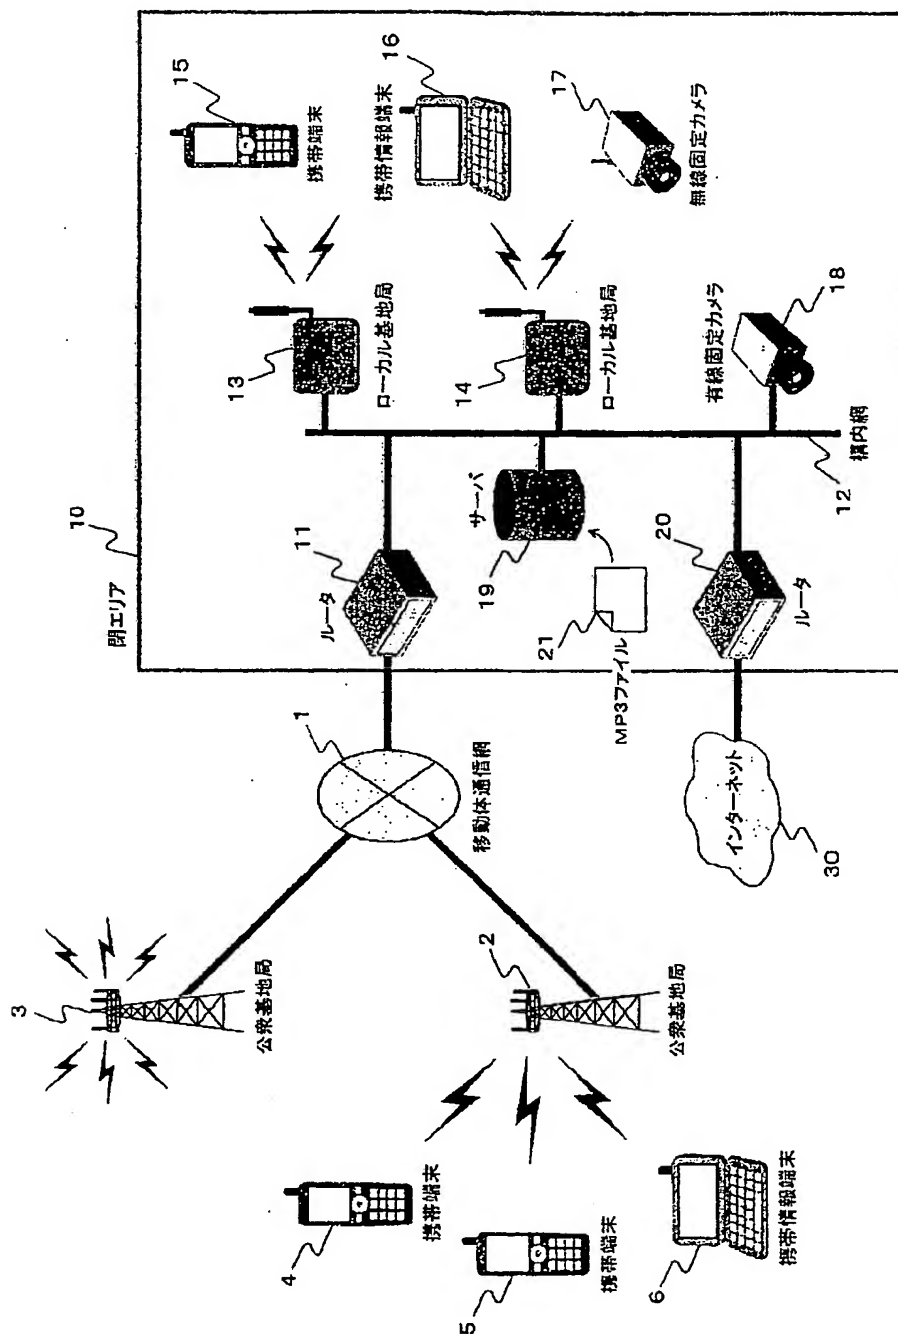 3
公衆基地局
4
携帯端末
5
携帯端末
6
携帯情報端末
2
公衆基地局
1
移動体通信網
インターネット
30
閉エリア
10
ルータ
11
サーバ
19
21
MP3ファイル
ルータ
20
12
構内網
13
ローカル基地局
14
ローカル基地局
有線固定カメラ
18
15
携帯端末
16
携帯情報端末
17
無線固定カメラ